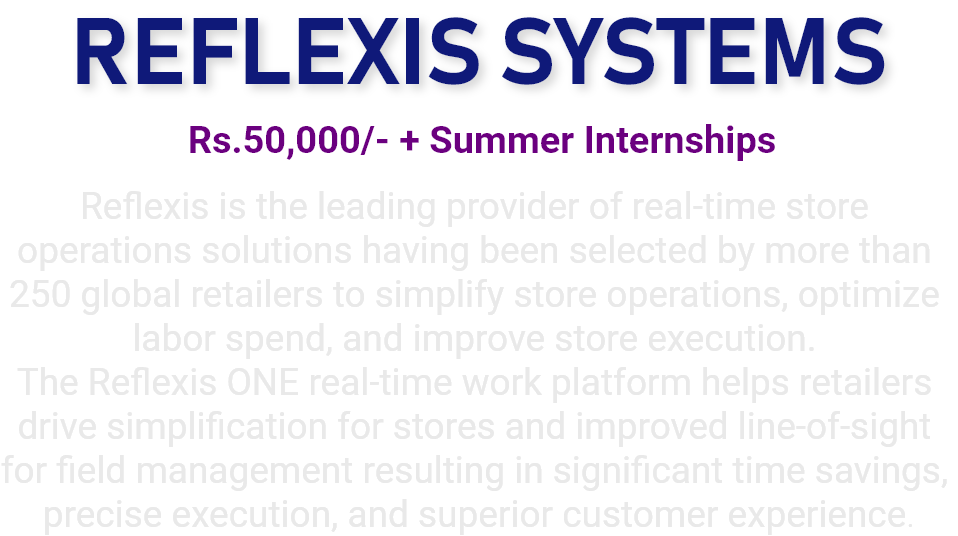 REFLEXIS SYSTEMS
Rs.50,000/- + Summer Internships
Reflexis is the leading provider of real-time store
operations solutions having been selected by more than
250 global retailers to simplify store operations, optimize
labor spend, and improve store execution.
The Reflexis ONE real-time work platform helps retailers
drive simplification for stores and improved line-of-sight
for field management resulting in significant time savings,
precise execution, and superior customer experience.